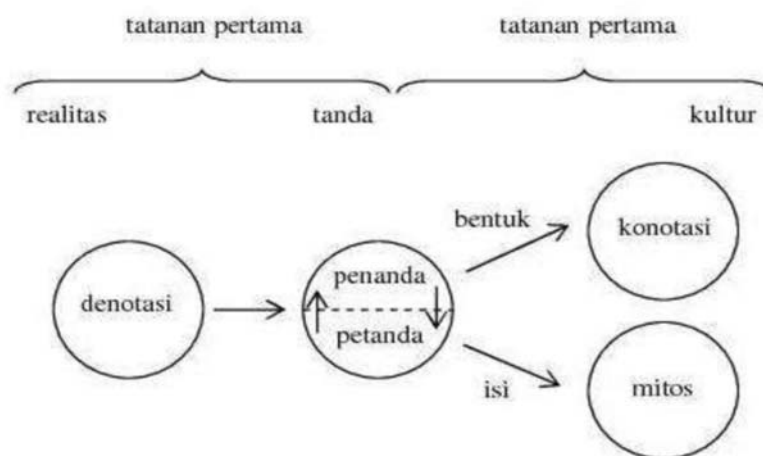 tatanan pertama tatanan pertama
realitas tanda kultur
bentuk konotasi
penanda
denotasi
petanda
isi mitos